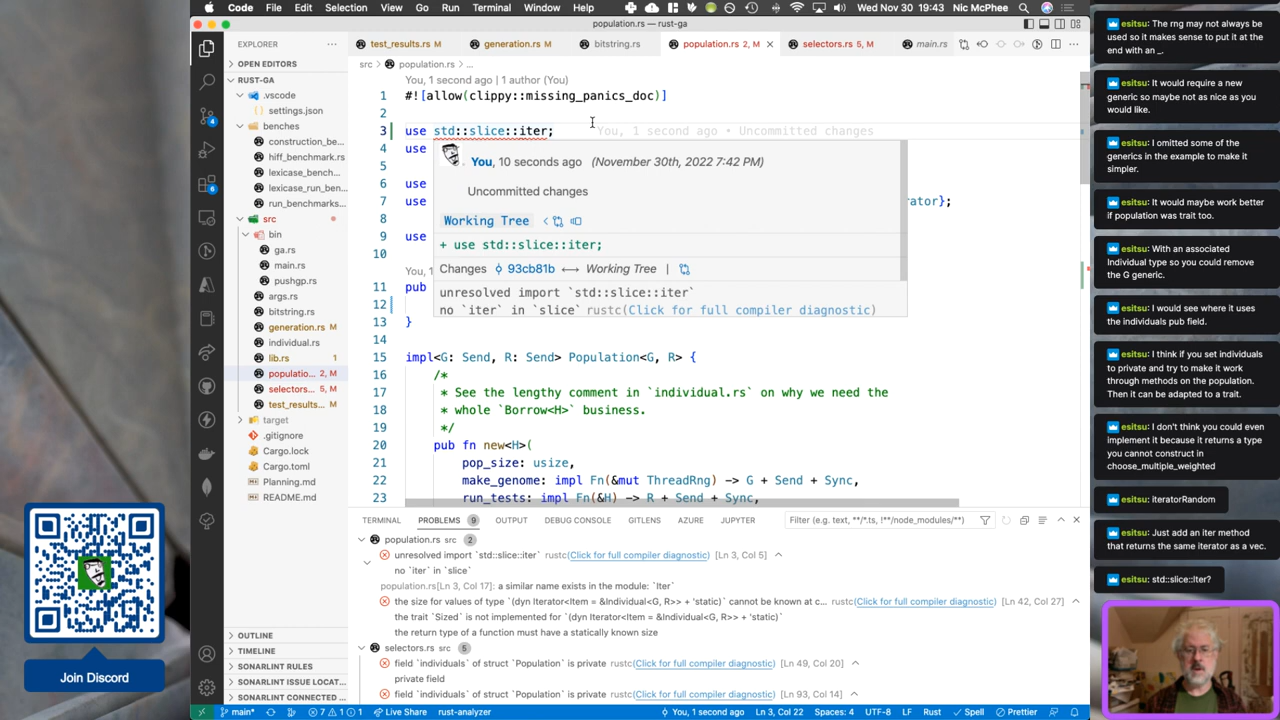 Code File Edit Selection View Go Run Terminal Window Help Wed Nov 30 19:43 Nic McPhee
population.rs • rust-ga
EXPLORER
OPEN EDITORS
RUST-GA
.vscode
settings.json
benches
construction_be...
hiff_benchmark.rs
lexicase_bench...
lexicase_run_ben...
run_benchmarks...
src
bin
ga.rs
main.rs
pushgp.rs
args.rs
bitstring.rs
generation.rs M
individual.rs
lib.rs 1
populatio... 2, M
selectors... 5, M
test_results... M
target
.gitignore
Cargo.lock
Cargo.toml
Planning.md
README.md
OUTLINE
TIMELINE
SONARLINT RULES
SONARLINT ISSUE LOCAT...
SONARLINT CONNECTED ...
test_results.rs M
generation.rs M
bitstring.rs
population.rs 2, M
selectors.rs 5, M
main.rs
src > population.rs > ...
You, 1 second ago | 1 author (You)
1 #![allow(clippy::missing_panics_doc)]
2
3 use std::slice::iter; You, 1 second ago • Uncommitted changes
4 use
5
6 use
7 use rator};
8
9 use
10
You, 1
11 pub
12
13 }
14
15 impl<G: Send, R: Send> Population<G, R> {
16 /*
17 * See the lengthy comment in `individual.rs` on why we need the
18 * whole `Borrow<H>` business.
19 */
20 pub fn new<H>(
21 pop_size: usize,
22 make_genome: impl Fn(&mut ThreadRng) -> G + Send + Sync,
23 run_tests: impl Fn(&H) -> R + Send + Sync,
You, 10 seconds ago (November 30th, 2022 7:42 PM)
Uncommitted changes
Working Tree
+ use std::slice::iter;
Changes 93cb81b ⟷ Working Tree |
unresolved import `std::slice::iter`
no `iter` in `slice` rustc(Click for full compiler diagnostic)
TERMINAL PROBLEMS 9 OUTPUT DEBUG CONSOLE GITLENS AZURE JUPYTER Filter (e.g. text, **/*.ts, !**/node_modules/**)
population.rs src 2
unresolved import `std::slice::iter` rustc(Click for full compiler diagnostic) [Ln 3, Col 5]
no `iter` in `slice`
population.rs[Ln 3, Col 17]: a similar name exists in the module: `Iter`
the size for values of type `(dyn Iterator<Item = &Individual<G, R>> + 'static)` cannot be known at c... rustc(Click for full compiler diagnostic) [Ln 42, Col 27]
the trait `Sized` is not implemented for `(dyn Iterator<Item = &Individual<G, R>> + 'static)`
the return type of a function must have a statically known size
selectors.rs src 5
field `individuals` of struct `Population` is private rustc(Click for full compiler diagnostic) [Ln 49, Col 20]
private field
field `individuals` of struct `Population` is private rustc(Click for full compiler diagnostic) [Ln 93, Col 14]
main* 7 1 1 Live Share rust-analyzer You, 1 second ago Ln 3, Col 22 Spaces: 4 UTF-8 LF Rust Spell Prettier
esitsu: The rng may not always be
used so it makes sense to put it at the
end with an _.
esitsu: It would require a new
generic so maybe not as nice as you
would like.
esitsu: I omitted some of the
generics in the example to make it
simpler.
esitsu: It would maybe work better
if population was trait too.
esitsu: With an associated
Individual type so you could remove
the G generic.
esitsu: I would see where it uses
the individuals pub field.
esitsu: I think if you set individuals
to private and try to make it work
through methods on the population.
Then it can be adapted to a trait.
esitsu: I don't think you could even
implement it because it returns a type
you cannot construct in
choose_multiple_weighted
esitsu: iteratorRandom
esitsu: Just add an iter method
that returns the same iterator as a vec.
esitsu: std::slice::Iter?
Join Discord